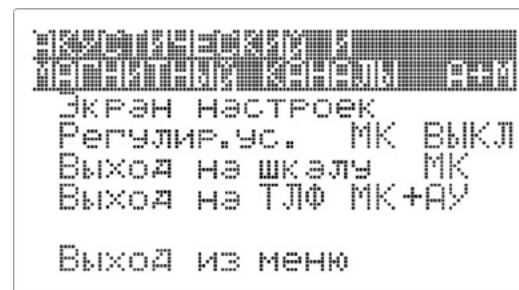 АКУСТИЧЕСКИЙ И
МАГНИТНЫЙ КАНАЛЫ А+М
Экран настроек
Регулир.ус. МК ВЫКЛ
Выход на шкалу МК
Выход на ТЛФ МК+АУ
Выход из меню